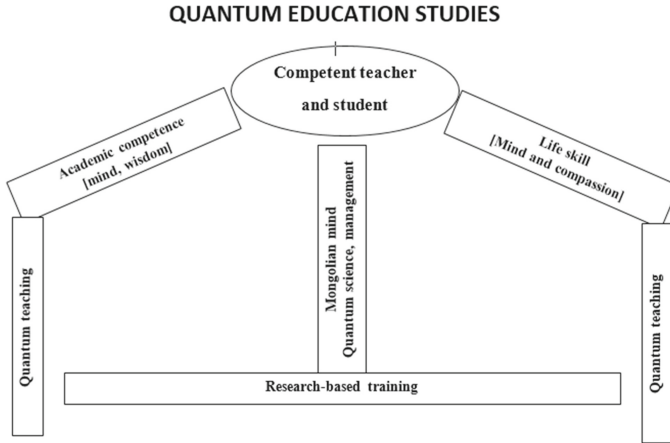 QUANTUM EDUCATION STUDIES
Competent teacher
and student
Academic competence
[mind, wisdom]
Life skill
[Mind and compassion]
Quantum teaching
Mongolian mind
Quantum science, management
Quantum teaching
Research-based training